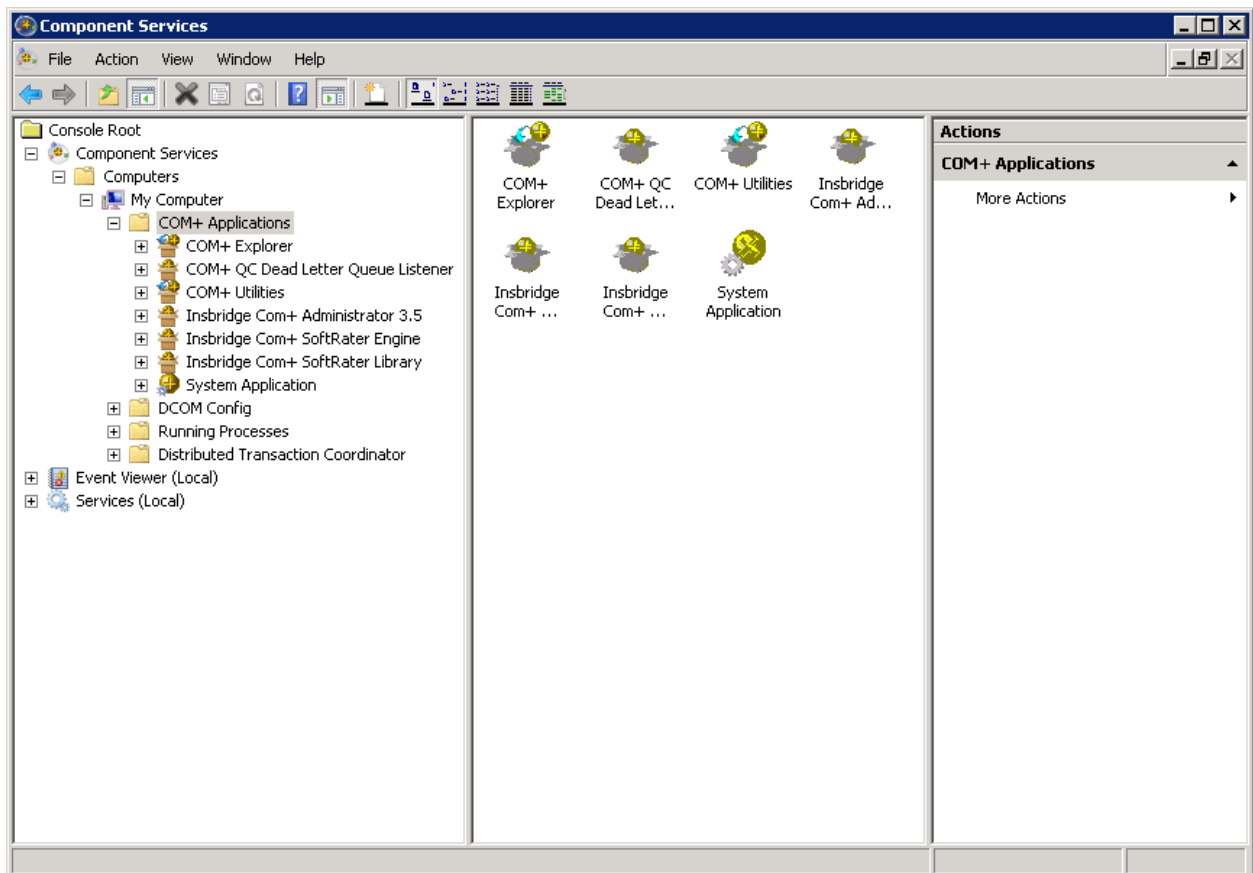 Component Services
File Action View Window Help
Console Root
Component Services
Computers
My Computer
COM+ Applications
COM+ Explorer
COM+ QC Dead Letter Queue Listener
COM+ Utilities
Insbridge Com+ Administrator 3.5
Insbridge Com+ SoftRater Engine
Insbridge Com+ SoftRater Library
System Application
DCOM Config
Running Processes
Distributed Transaction Coordinator
Event Viewer (Local)
Services (Local)
COM+ Explorer
COM+ QC Dead Let...
COM+ Utilities
Insbridge Com+ Ad...
Insbridge Com+ ...
Insbridge Com+ ...
System Application
Actions
COM+ Applications
More Actions